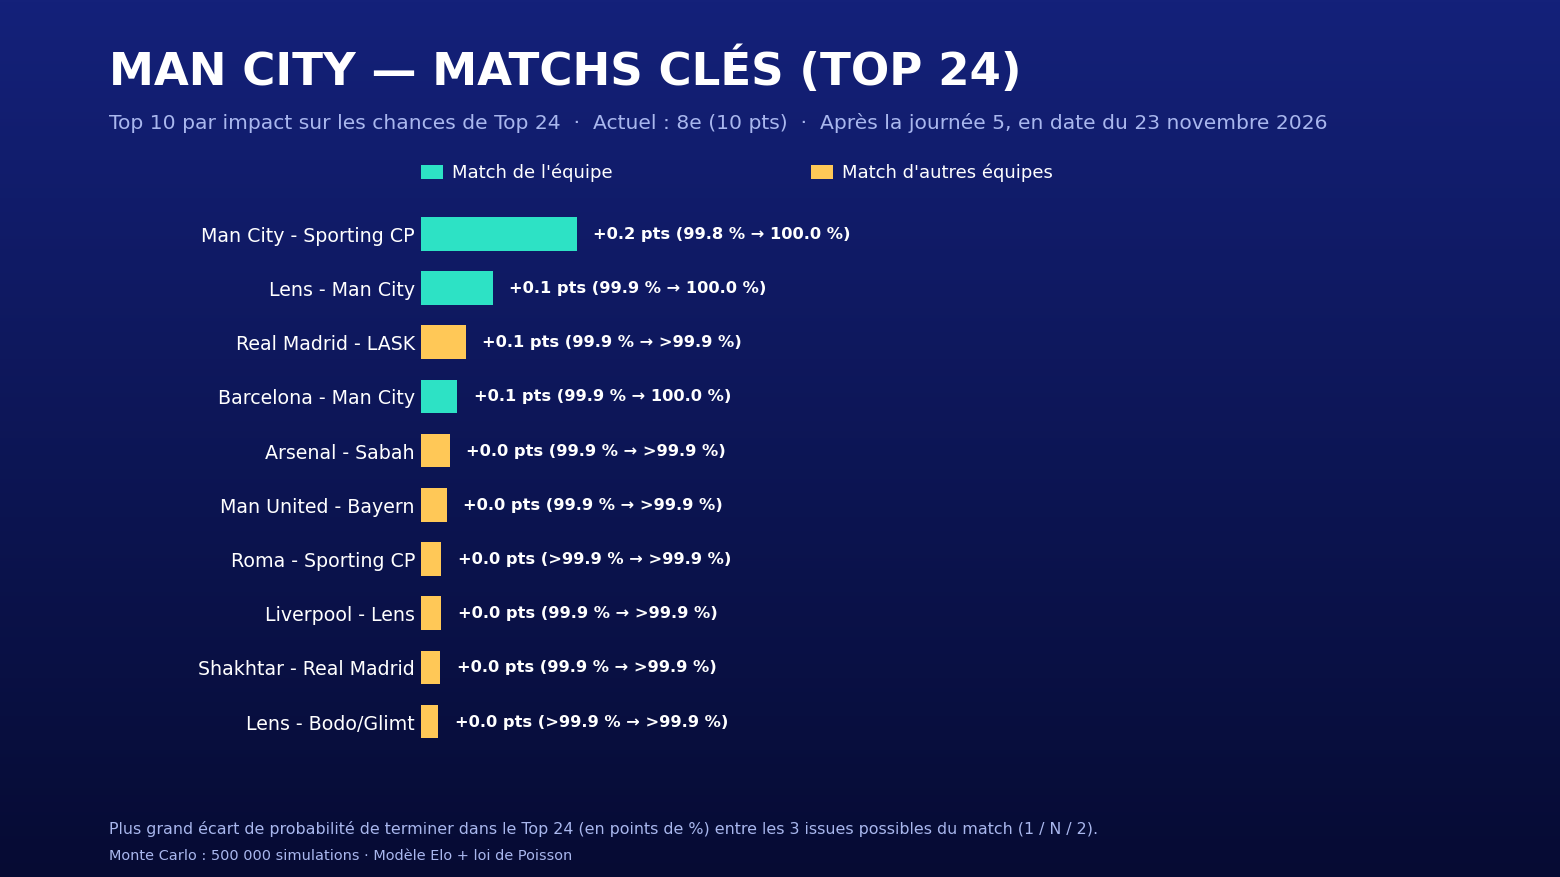 MAN CITY — MATCHS CLÉS (TOP 24)
Top 10 par impact sur les chances de Top 24 · Actuel : 8e (10 pts) · Après la journée 5, en date du 23 novembre 2026
Match de l'équipe
Match d'autres équipes
Man City - Sporting CP +0.2 pts (99.8 % → 100.0 %)
Lens - Man City +0.1 pts (99.9 % → 100.0 %)
Real Madrid - LASK +0.1 pts (99.9 % → >99.9 %)
Barcelona - Man City +0.1 pts (99.9 % → 100.0 %)
Arsenal - Sabah +0.0 pts (99.9 % → >99.9 %)
Man United - Bayern +0.0 pts (99.9 % → >99.9 %)
Roma - Sporting CP +0.0 pts (>99.9 % → >99.9 %)
Liverpool - Lens +0.0 pts (99.9 % → >99.9 %)
Shakhtar - Real Madrid +0.0 pts (99.9 % → >99.9 %)
Lens - Bodo/Glimt +0.0 pts (>99.9 % → >99.9 %)
Plus grand écart de probabilité de terminer dans le Top 24 (en points de %) entre les 3 issues possibles du match (1 / N / 2).
Monte Carlo : 500 000 simulations · Modèle Elo + loi de Poisson